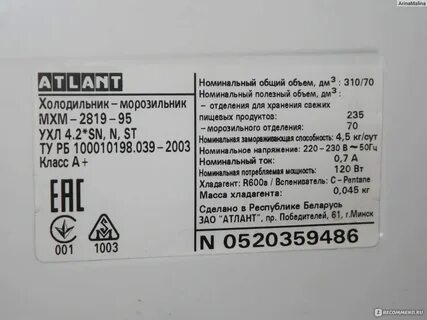 ArinaMalina
ATLANT
Холодильник-морозильник
МХМ-2819-95
УХЛ 4.2*SN, N, ST
ТУ РБ 100010198.039-2003
Класс А+
EAC
001
1003
Номинальный общий объем, дм³: 310/70
Номинальный полезный объем, дм³:
- отделения для хранения свежих
пищевых продуктов: 235
- морозильного отделения 70
Номинальная замораживающая способность: 4,5 кг/сут
Номинальное напряжение: 220-230 В ~ 50Гц
Номинальный ток: 0,7 А
Номинальная потребляемая мощность: 120 Вт
Хладагент: R600a / Вспениватель: C-Pentane
Масса хладагента: 0,045 кг
Сделано в Республике Беларусь
ЗАО "АТЛАНТ", пр. Победителей, 61, г.Минск
N 0520359486
IRECOMMEND.RU